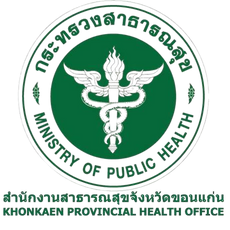 กระทรวงสาธารณสุข
MINISTRY OF PUBLIC HEALTH
สำนักงานสาธารณสุขจังหวัดขอนแก่น
KHONKAEN PROVINCIAL HEALTH OFFICE